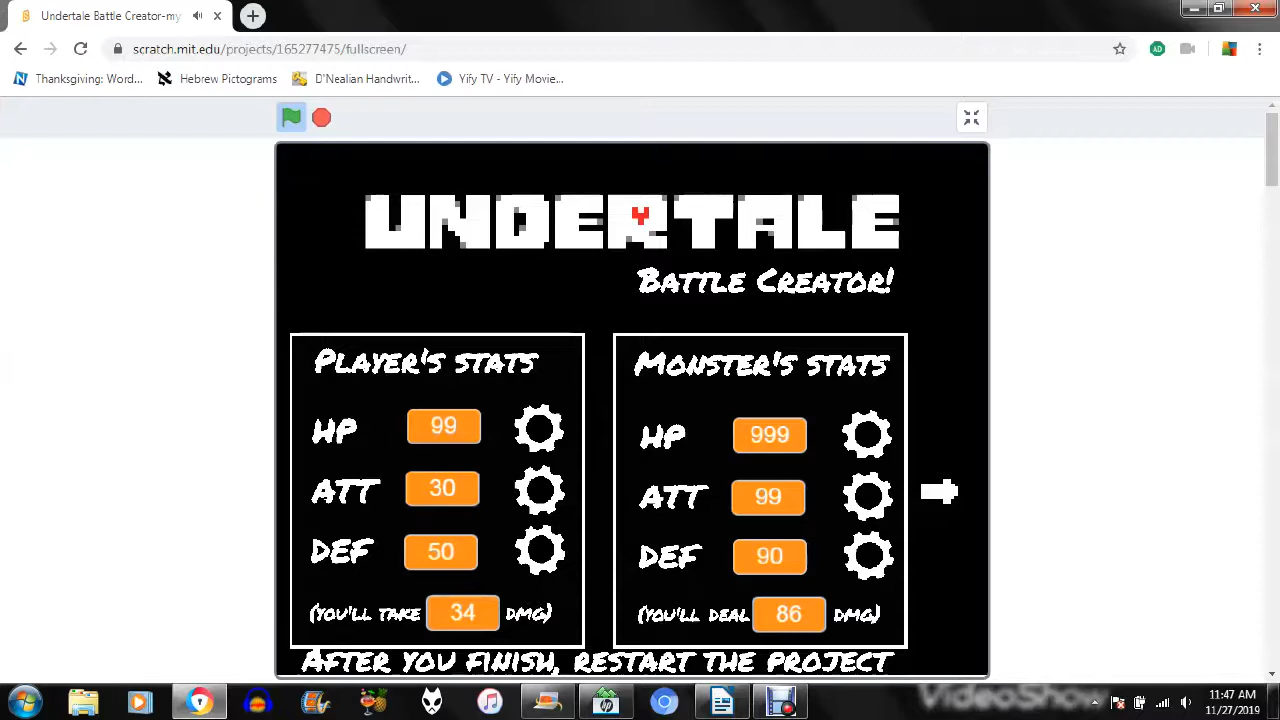 Undertale Battle Creator-my
scratch.mit.edu/projects/165277475/fullscreen/
AD
Thanksgiving: Word... Hebrew Pictograms D'Nealian Handwrit... Yify TV - Yify Movie...
UNDERTALE
Battle Creator!
Player's stats
HP 99
ATT 30
DEF 50
(You'll take 34 DMG)
Monster's stats
HP 999
ATT 99
DEF 90
(You'll deal 86 DMG)
After you finish, restart the project
VideoShow
11:47 AM
11/27/2019